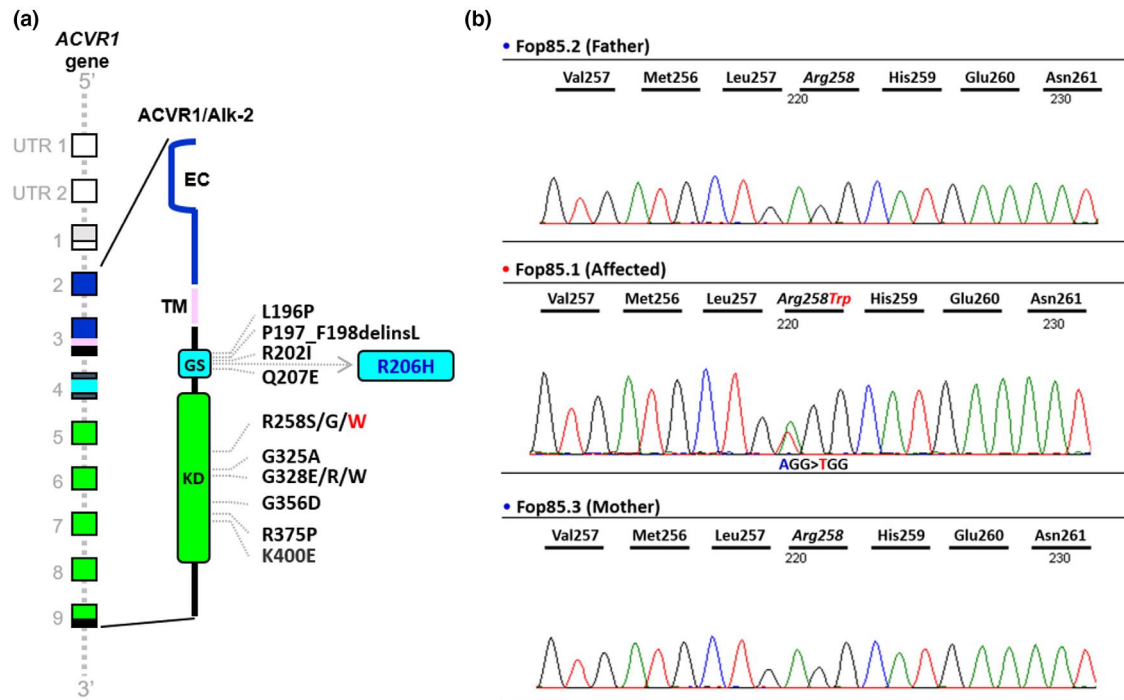 (a)
ACVR1
gene
5'
UTR 1
UTR 2
1
2
3
4
5
6
7
8
9
3'
ACVR1/Alk-2
EC
TM
GS
KD
L196P
P197_F198delinsL
R202I
R206H
Q207E
R258S/G/W
G325A
G328E/R/W
G356D
R375P
K400E
(b)
• Fop85.2 (Father)
Val257 Met256 Leu257 Arg258 His259 Glu260 Asn261
220 230
• Fop85.1 (Affected)
Val257 Met256 Leu257 Arg258Trp His259 Glu260 Asn261
220 230
AGG>TGG
• Fop85.3 (Mother)
Val257 Met256 Leu257 Arg258 His259 Glu260 Asn261
220 230